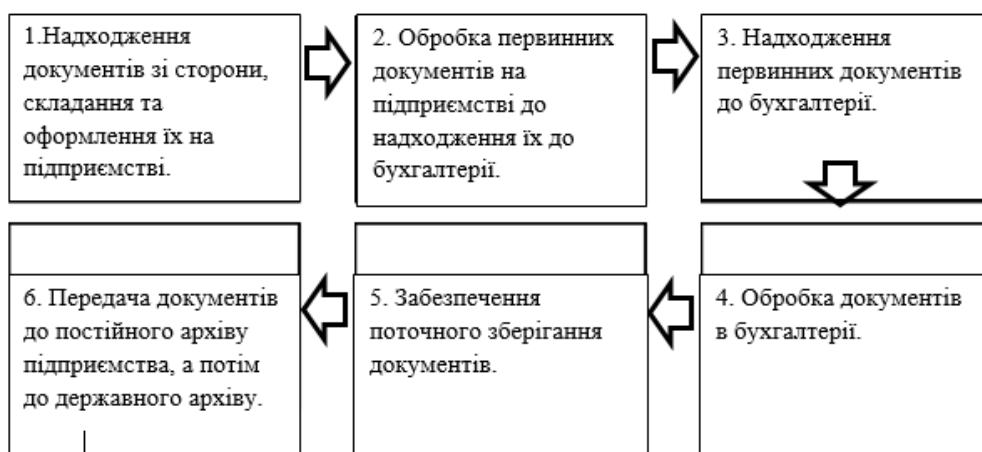 1.Надходження
документів зі сторони,
складання та
оформлення їх на
підприємстві.
2. Обробка первинних
документів на
підприємстві до
надходження їх до
бухгалтерії.
3. Надходження
первинних документів
до бухгалтерії.
4. Обробка документів
в бухгалтерії.
5. Забезпечення
поточного зберігання
документів.
6. Передача документів
до постійного архіву
підприємства, а потім
до державного архіву.